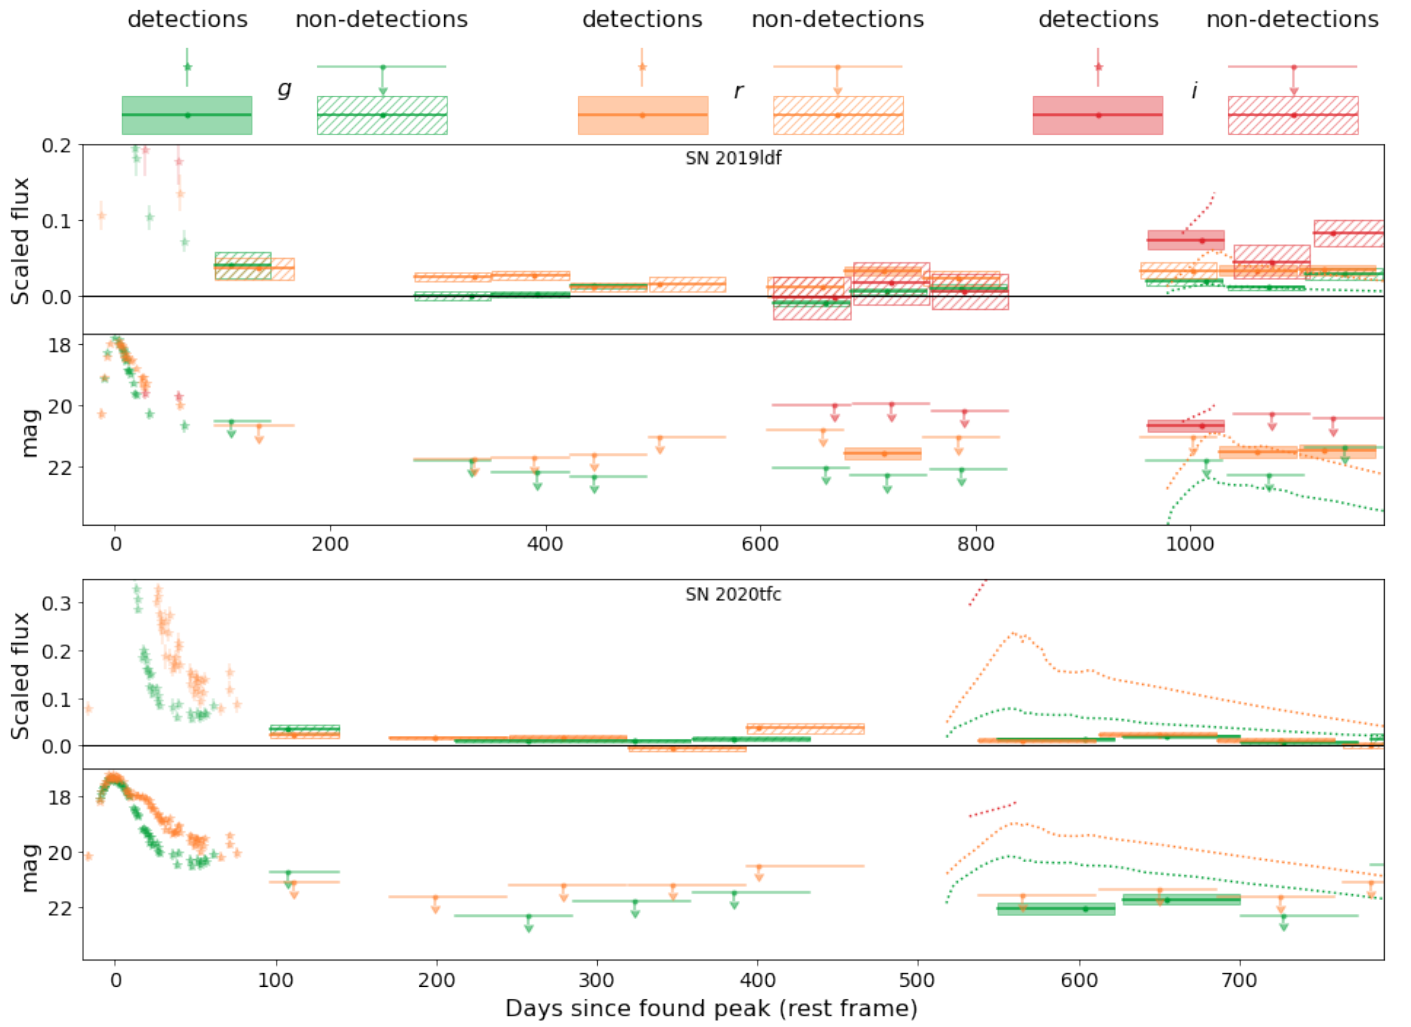 detections non-detections detections non-detections detections non-detections
g r i
SN 2019ldf
Scaled flux
0.2
0.1
0.0
mag
18
20
22
0 200 400 600 800 1000
SN 2020tfc
Scaled flux
0.3
0.2
0.1
0.0
mag
18
20
22
0 100 200 300 400 500 600 700
Days since found peak (rest frame)